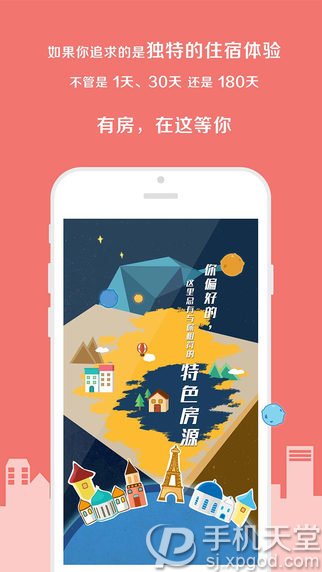 如果你追求的是独特的住宿体验
不管是 1天、30天 还是 180天
有房，在这等你
你偏好的，
这里总有与你相符的
特色房源
手机天堂
sj.xpgod.com